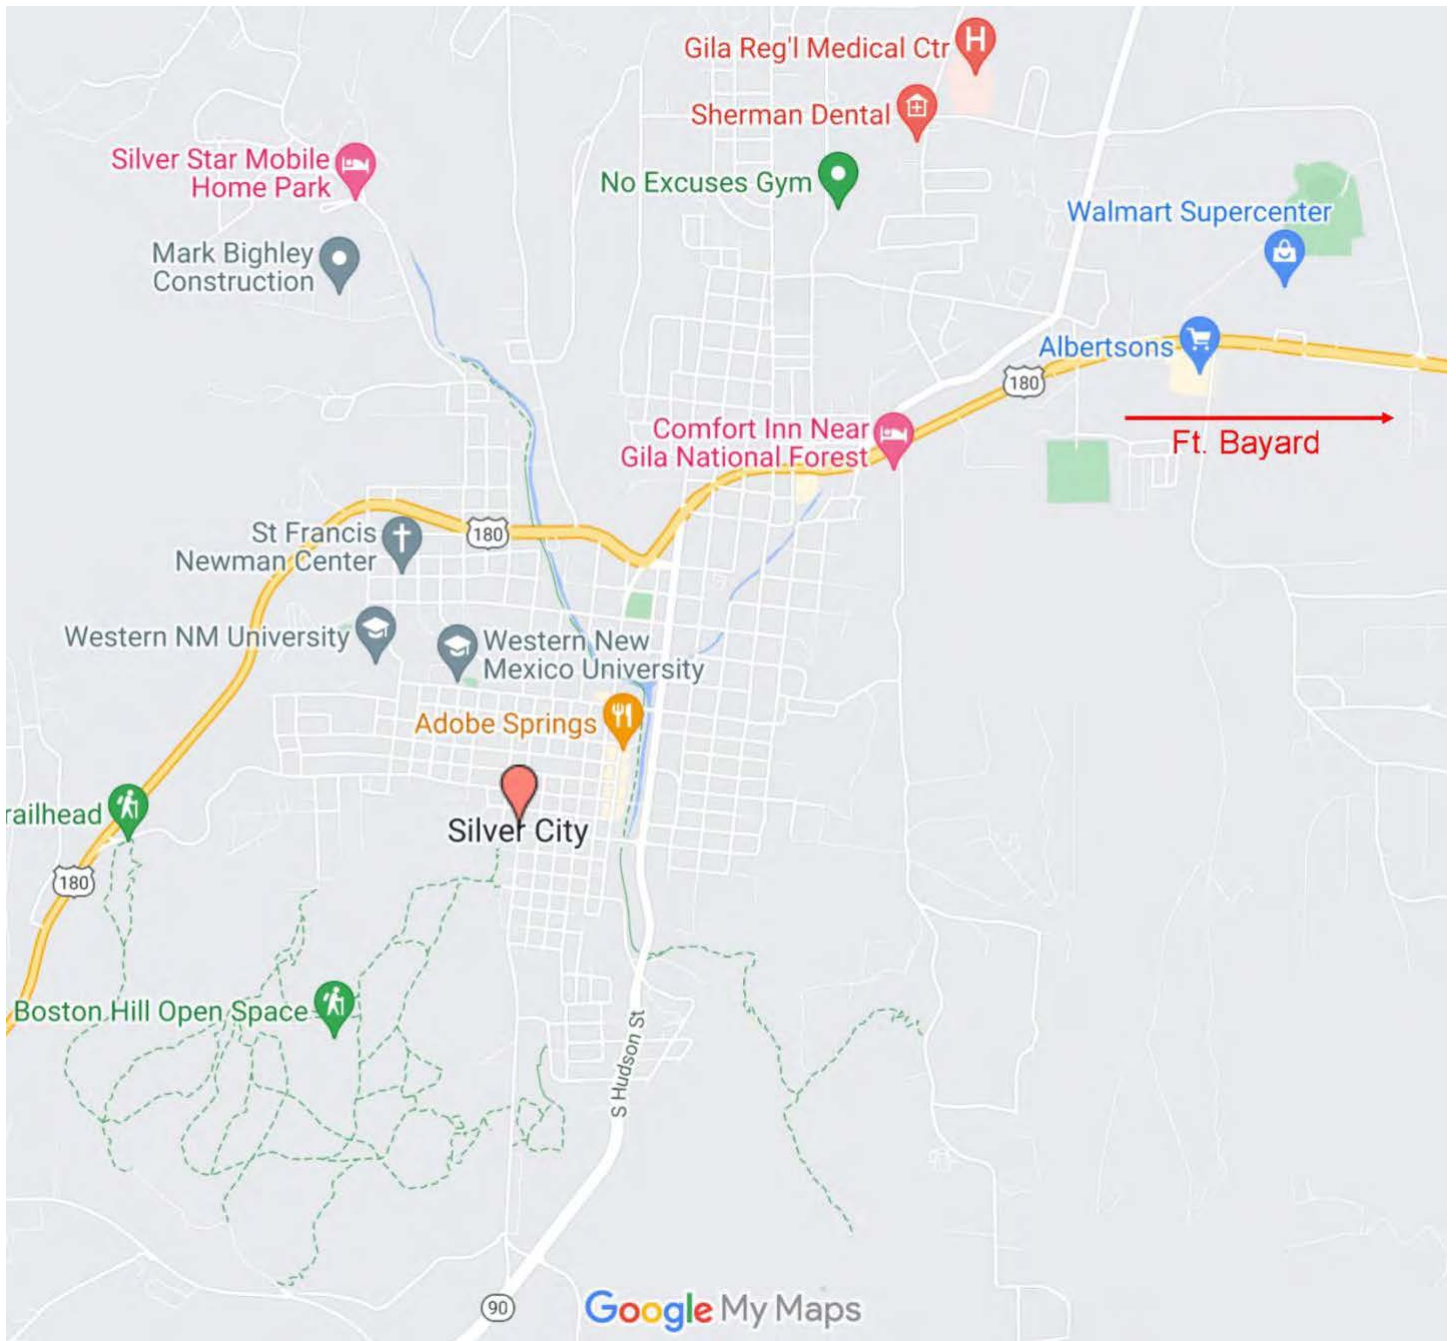 Gila Reg'l Medical Ctr
H
Sherman Dental
Silver Star Mobile
Home Park
No Excuses Gym
Walmart Supercenter
Mark Bighley
Construction
Albertsons
180
Ft. Bayard
Comfort Inn Near
Gila National Forest
St Francis
Newman Center
180
Western NM University
Western New
Mexico University
Adobe Springs
railhead
Silver City
180
Boston Hill Open Space
S Hudson St
90
Google My Maps